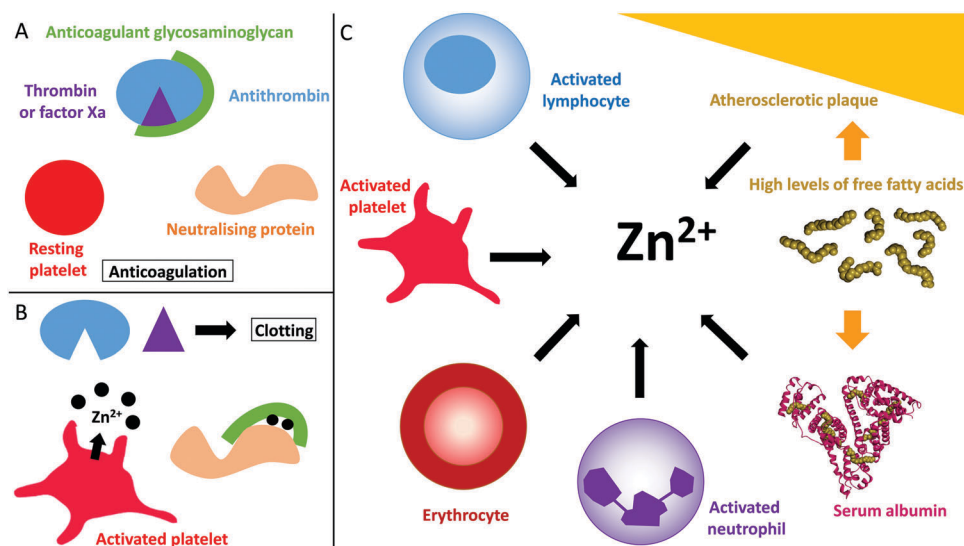 A
Anticoagulant glycosaminoglycan
Thrombin
or factor Xa
Antithrombin
Resting
platelet
Neutralising protein
Anticoagulation
B
Clotting
Zn²⁺
Activated platelet
C
Activated
lymphocyte
Atherosclerotic plaque
Activated
platelet
High levels of free fatty acids
Zn²⁺
Erythrocyte
Activated
neutrophil
Serum albumin